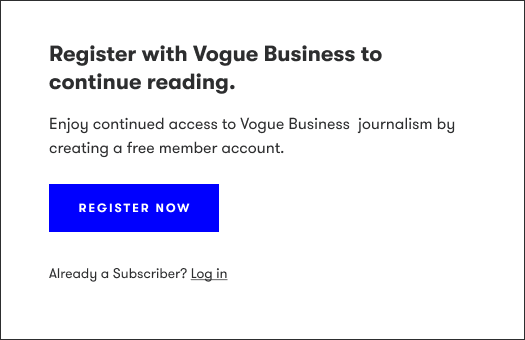 Register with Vogue Business to
continue reading.
Enjoy continued access to Vogue Business  journalism by
creating a free member account.
REGISTER NOW
Already a Subscriber? Log in